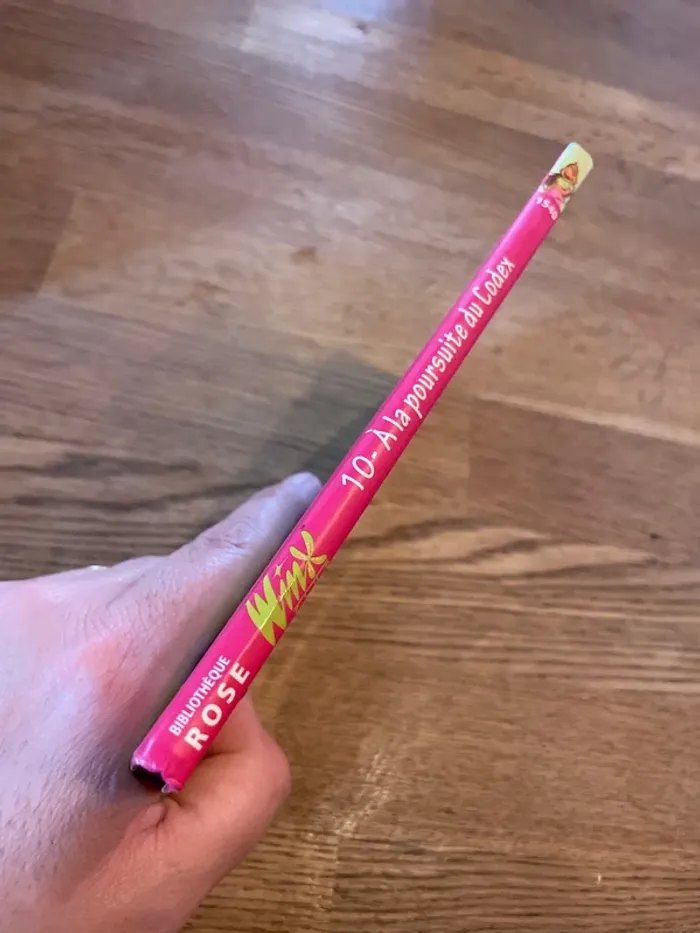 BIBLIOTHÈQUE
ROSE
Winx
10- À la poursuite du Codex